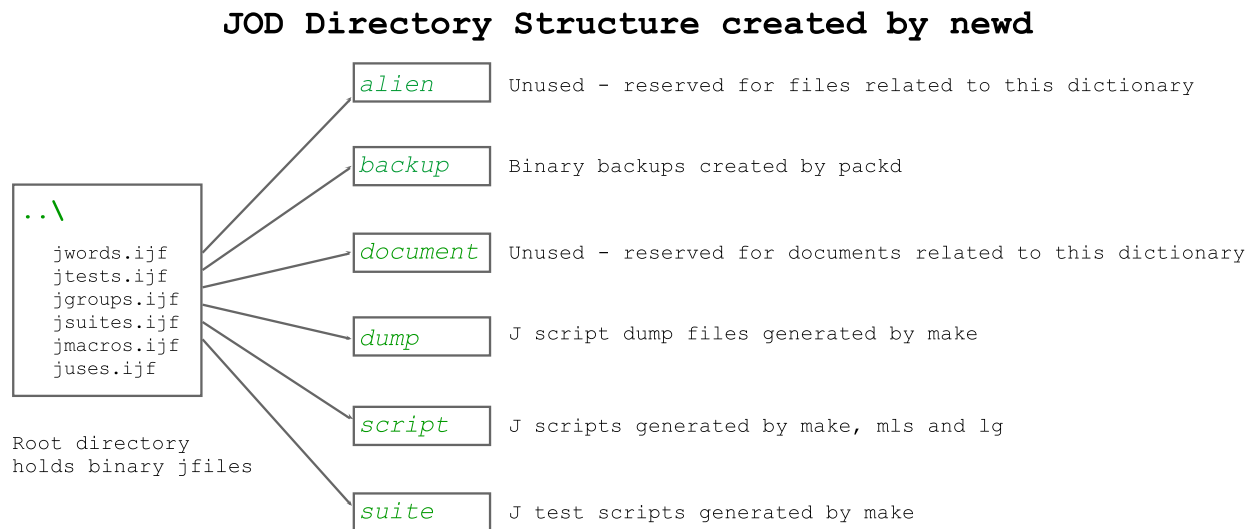 JOD Directory Structure created by newd
alien Unused - reserved for files related to this dictionary
backup Binary backups created by packd
..\
jwords.ijf
jtests.ijf
jgroups.ijf
jsuites.ijf
jmacros.ijf
juses.ijf
document Unused - reserved for documents related to this dictionary
dump J script dump files generated by make
script J scripts generated by make, mls and lg
Root directory
holds binary jfiles
suite J test scripts generated by make